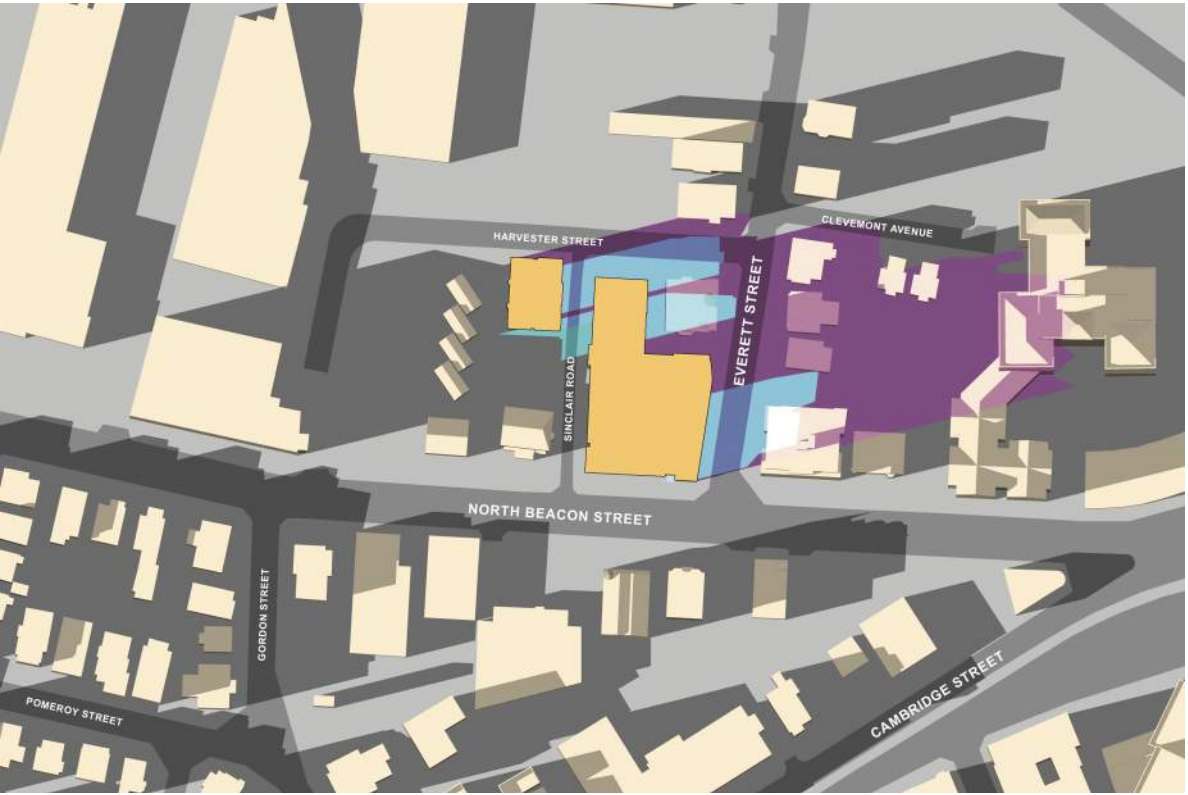 HARVESTER STREET
CLEVEMONT AVENUE
EVERETT STREET
SINCLAIR ROAD
NORTH BEACON STREET
GORDON STREET
CAMBRIDGE STREET
POMEROY STREET